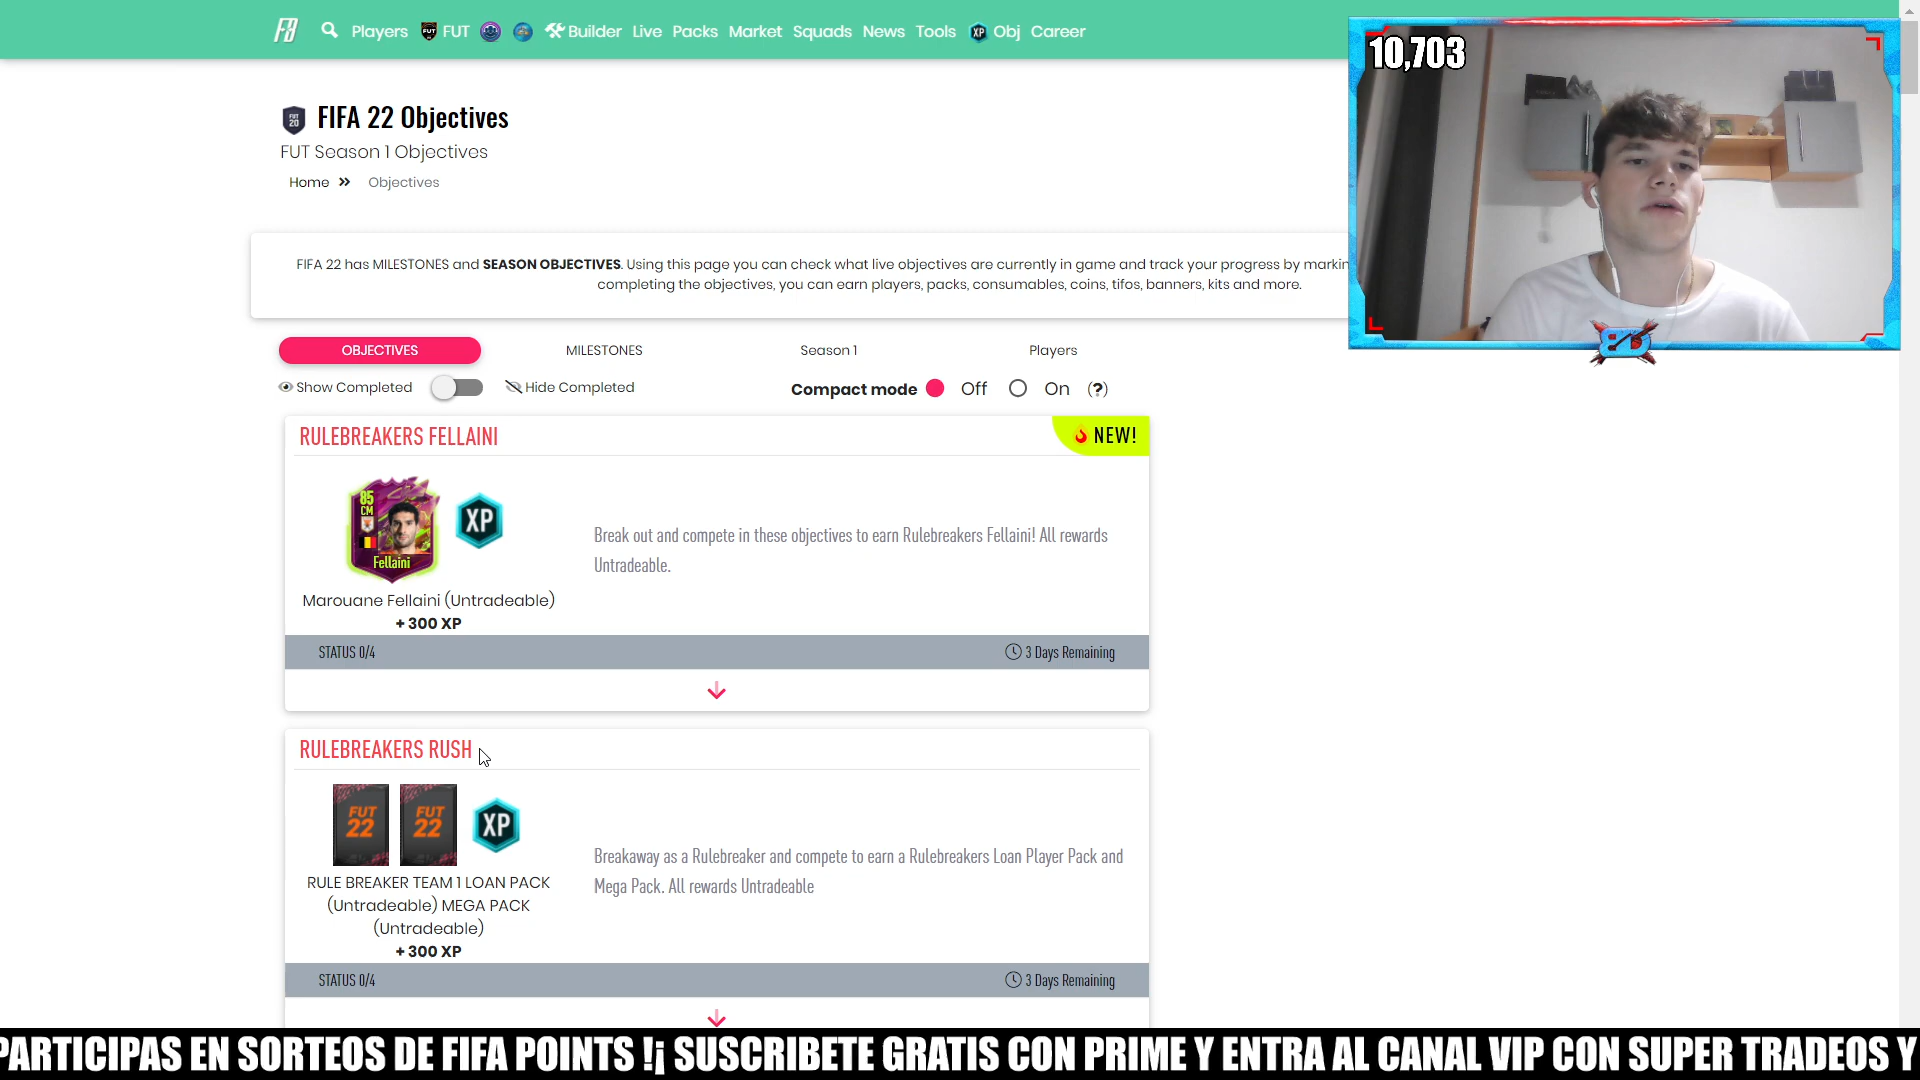 Players FUT Builder Live Packs Market Squads News Tools XP Obj Career
10,703
FIFA 22 Objectives
FUT Season 1 Objectives
Home » Objectives
FIFA 22 has MILESTONES and SEASON OBJECTIVES. Using this page you can check what live objectives are currently in game and track your progress by markin
completing the objectives, you can earn players, packs, consumables, coins, tifos, banners, kits and more.
OBJECTIVES MILESTONES Season 1 Players
Show Completed Hide Completed Compact mode Off On (?)
RULEBREAKERS FELLAINI NEW!
85
CM
Fellaini
XP
Break out and compete in these objectives to earn Rulebreakers Fellaini! All rewards
Untradeable.
Marouane Fellaini (Untradeable)
+ 300 XP
STATUS 0/4 3 Days Remaining
RULEBREAKERS RUSH
FUT 22 FUT 22 XP
RULE BREAKER TEAM 1 LOAN PACK
(Untradeable) MEGA PACK
(Untradeable)
+ 300 XP
Breakaway as a Rulebreaker and compete to earn a Rulebreakers Loan Player Pack and
Mega Pack. All rewards Untradeable
STATUS 0/4 3 Days Remaining
PARTICIPAS EN SORTEOS DE FIFA POINTS !¡ SUSCRIBETE GRATIS CON PRIME Y ENTRA AL CANAL VIP CON SUPER TRADEOS Y